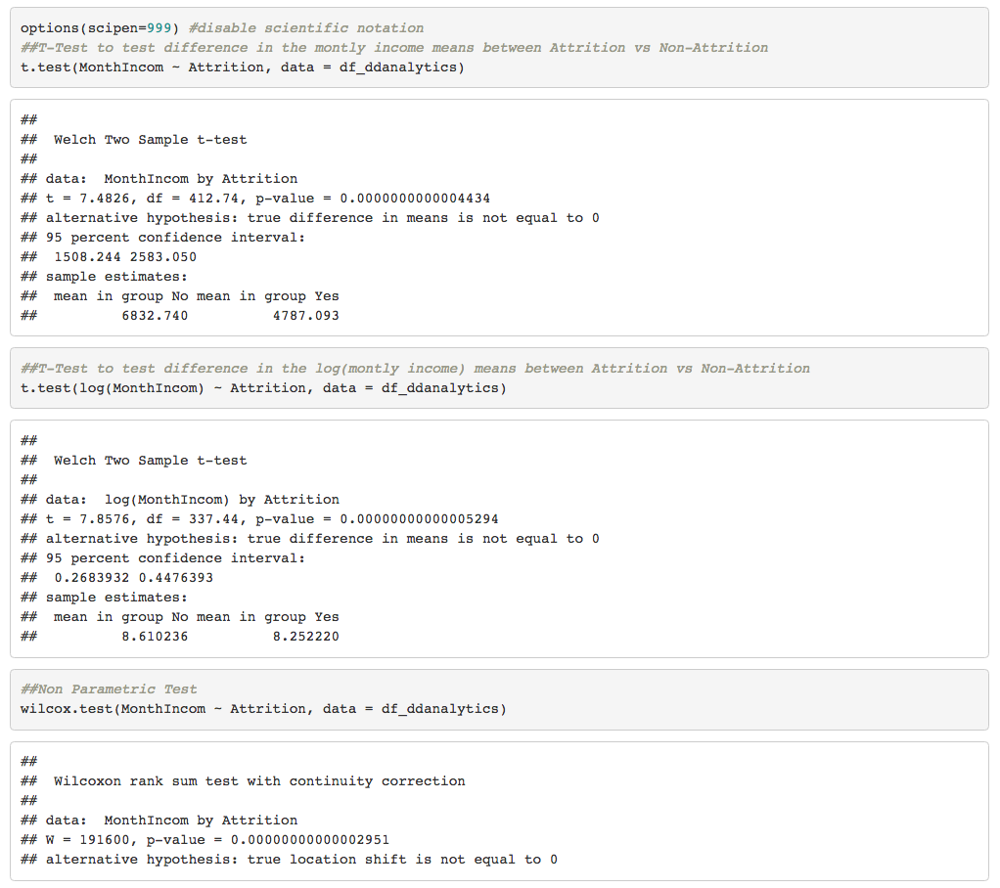 options(scipen=999) #disable scientific notation
##T-Test to test difference in the montly income means between Attrition vs Non-Attrition
t.test(MonthIncom ~ Attrition, data = df_ddanalytics)
##
##  Welch Two Sample t-test
##
## data:  MonthIncom by Attrition
## t = 7.4826, df = 412.74, p-value = 0.0000000000004434
## alternative hypothesis: true difference in means is not equal to 0
## 95 percent confidence interval:
##  1508.244 2583.050
## sample estimates:
##  mean in group No mean in group Yes
##          6832.740          4787.093
##T-Test to test difference in the log(montly income) means between Attrition vs Non-Attrition
t.test(log(MonthIncom) ~ Attrition, data = df_ddanalytics)
##
##  Welch Two Sample t-test
##
## data:  log(MonthIncom) by Attrition
## t = 7.8576, df = 337.44, p-value = 0.00000000000005294
## alternative hypothesis: true difference in means is not equal to 0
## 95 percent confidence interval:
##  0.2683932 0.4476393
## sample estimates:
##  mean in group No mean in group Yes
##          8.610236          8.252220
##Non Parametric Test
wilcox.test(MonthIncom ~ Attrition, data = df_ddanalytics)
##
##  Wilcoxon rank sum test with continuity correction
##
## data:  MonthIncom by Attrition
## W = 191600, p-value = 0.00000000000002951
## alternative hypothesis: true location shift is not equal to 0